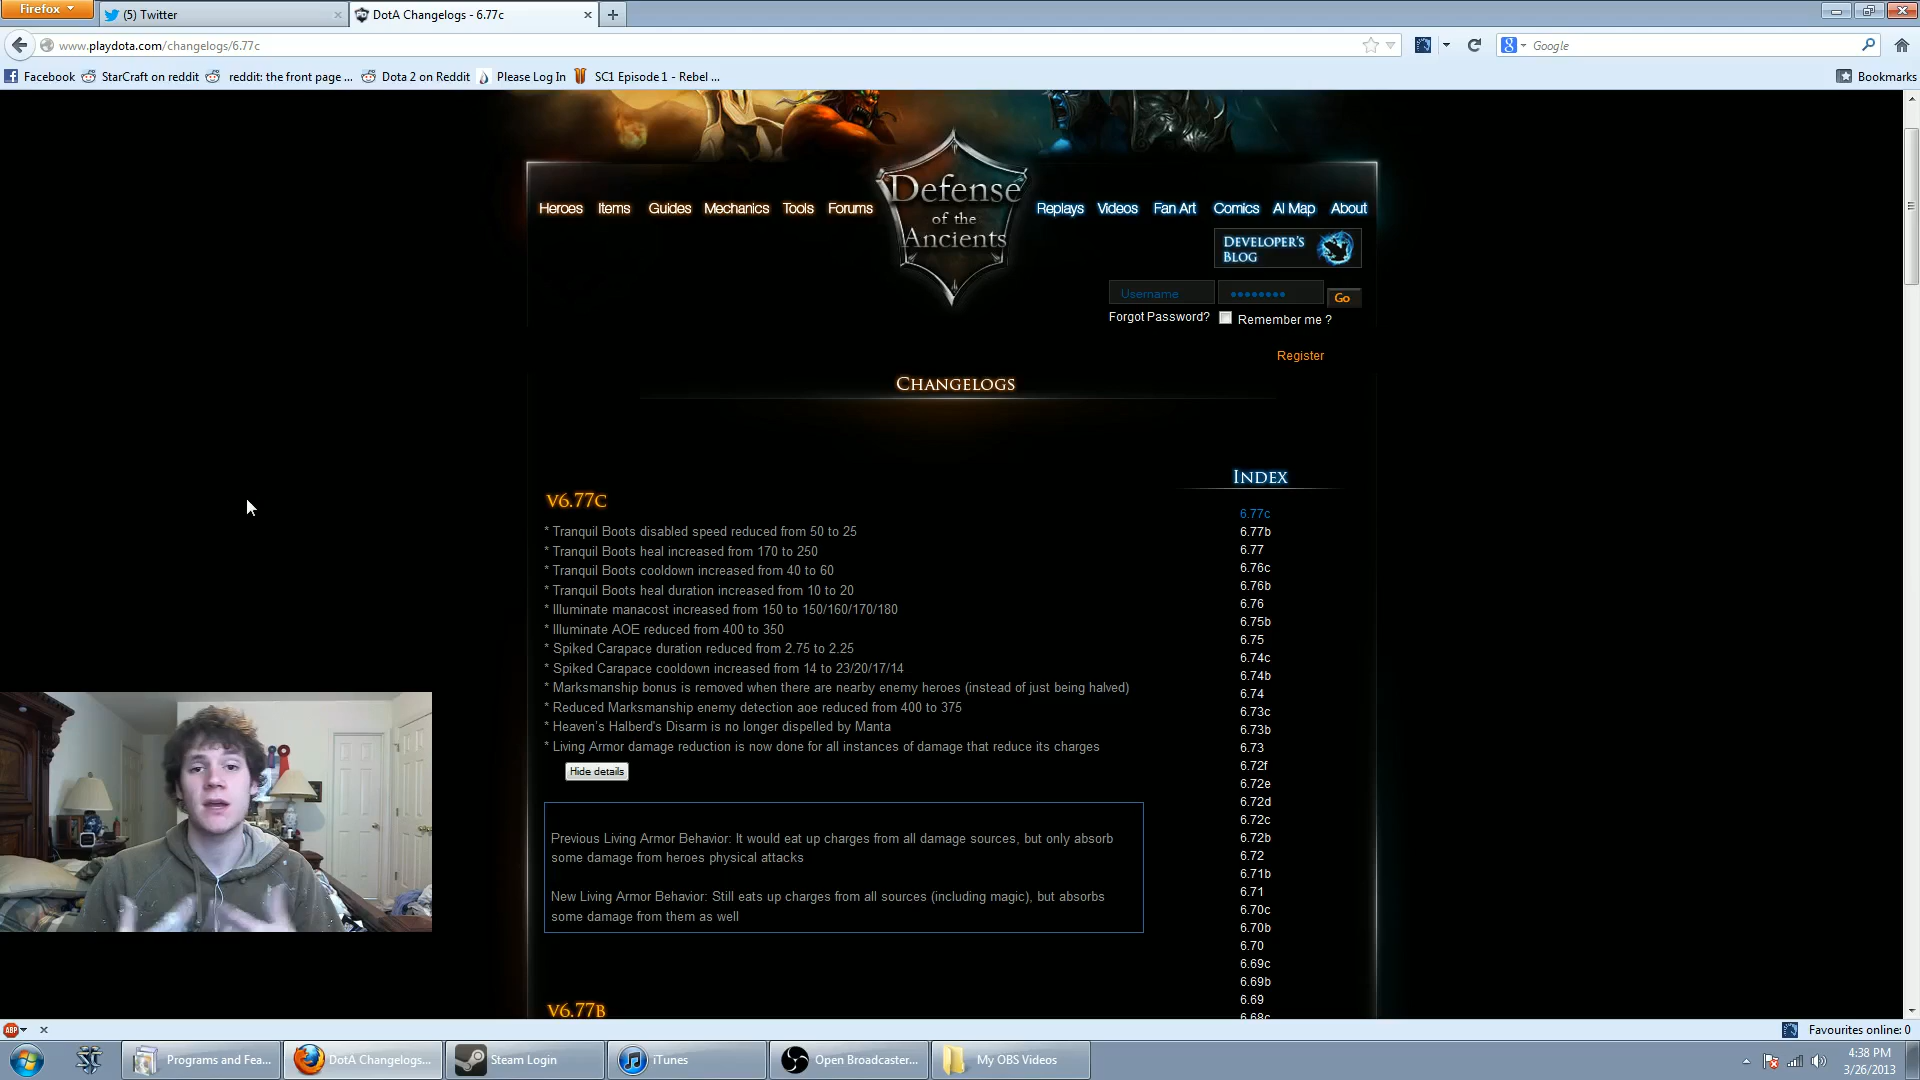 Firefox
(5) Twitter
DotA Changelogs - 6.77c
www.playdota.com/changelogs/6.77c
Google
Facebook
StarCraft on reddit
reddit: the front page ...
Dota 2 on Reddit
Please Log In
SC1 Episode 1 - Rebel ...
Bookmarks
Heroes Items Guides Mechanics Tools Forums
Defense
of the
Ancients
Replays Videos Fan Art Comics AI Map About
Developer's
Blog
Username
Go
Forgot Password?
Remember me ?
Register
Changelogs
Index
v6.77c
* Tranquil Boots disabled speed reduced from 50 to 25
* Tranquil Boots heal increased from 170 to 250
* Tranquil Boots cooldown increased from 40 to 60
* Tranquil Boots heal duration increased from 10 to 20
* Illuminate manacost increased from 150 to 150/160/170/180
* Illuminate AOE reduced from 400 to 350
* Spiked Carapace duration reduced from 2.75 to 2.25
* Spiked Carapace cooldown increased from 14 to 23/20/17/14
* Marksmanship bonus is removed when there are nearby enemy heroes (instead of just being halved)
* Reduced Marksmanship enemy detection aoe reduced from 400 to 375
* Heaven's Halberd's Disarm is no longer dispelled by Manta
* Living Armor damage reduction is now done for all instances of damage that reduce its charges
Hide details
Previous Living Armor Behavior: It would eat up charges from all damage sources, but only absorb
some damage from heroes physical attacks
New Living Armor Behavior: Still eats up charges from all sources (including magic), but absorbs
some damage from them as well
v6.77b
6.77c
6.77b
6.77
6.76c
6.76b
6.76
6.75b
6.75
6.74c
6.74b
6.74
6.73c
6.73b
6.73
6.72f
6.72e
6.72d
6.72c
6.72b
6.72
6.71b
6.71
6.70c
6.70b
6.70
6.69c
6.69b
6.69
6.68c
ABP
Favourites online: 0
Programs and Fea...
DotA Changelogs...
Steam Login
iTunes
Open Broadcaster...
My OBS Videos
4:38 PM
3/26/2013